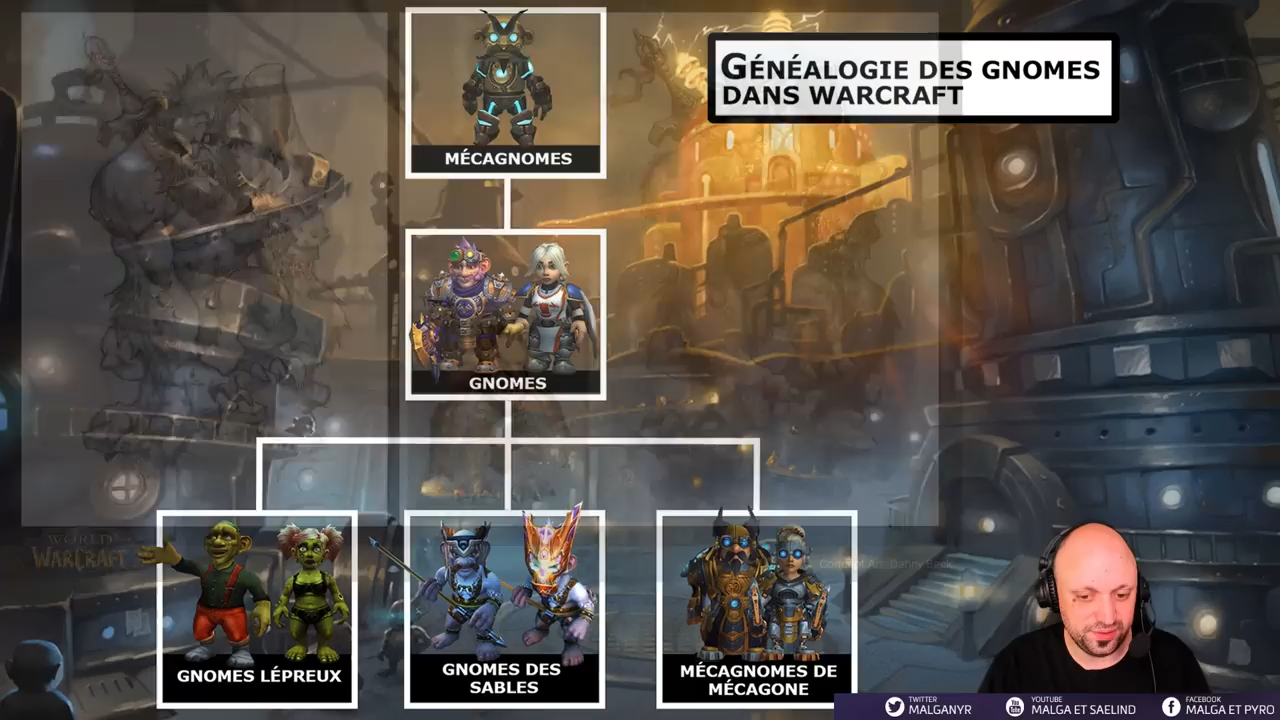 GÉNÉALOGIE DES GNOMES
DANS WARCRAFT
MÉCAGNOMES
GNOMES
WORLD
WARCRAFT
GNOMES LÉPREUX
GNOMES DES
SABLES
MÉCAGNOMES DE
MÉCAGONE
TWITTER
MALGANYR
YOUTUBE
MALGA ET SAELIND
FACEBOOK
MALGA ET PYRO